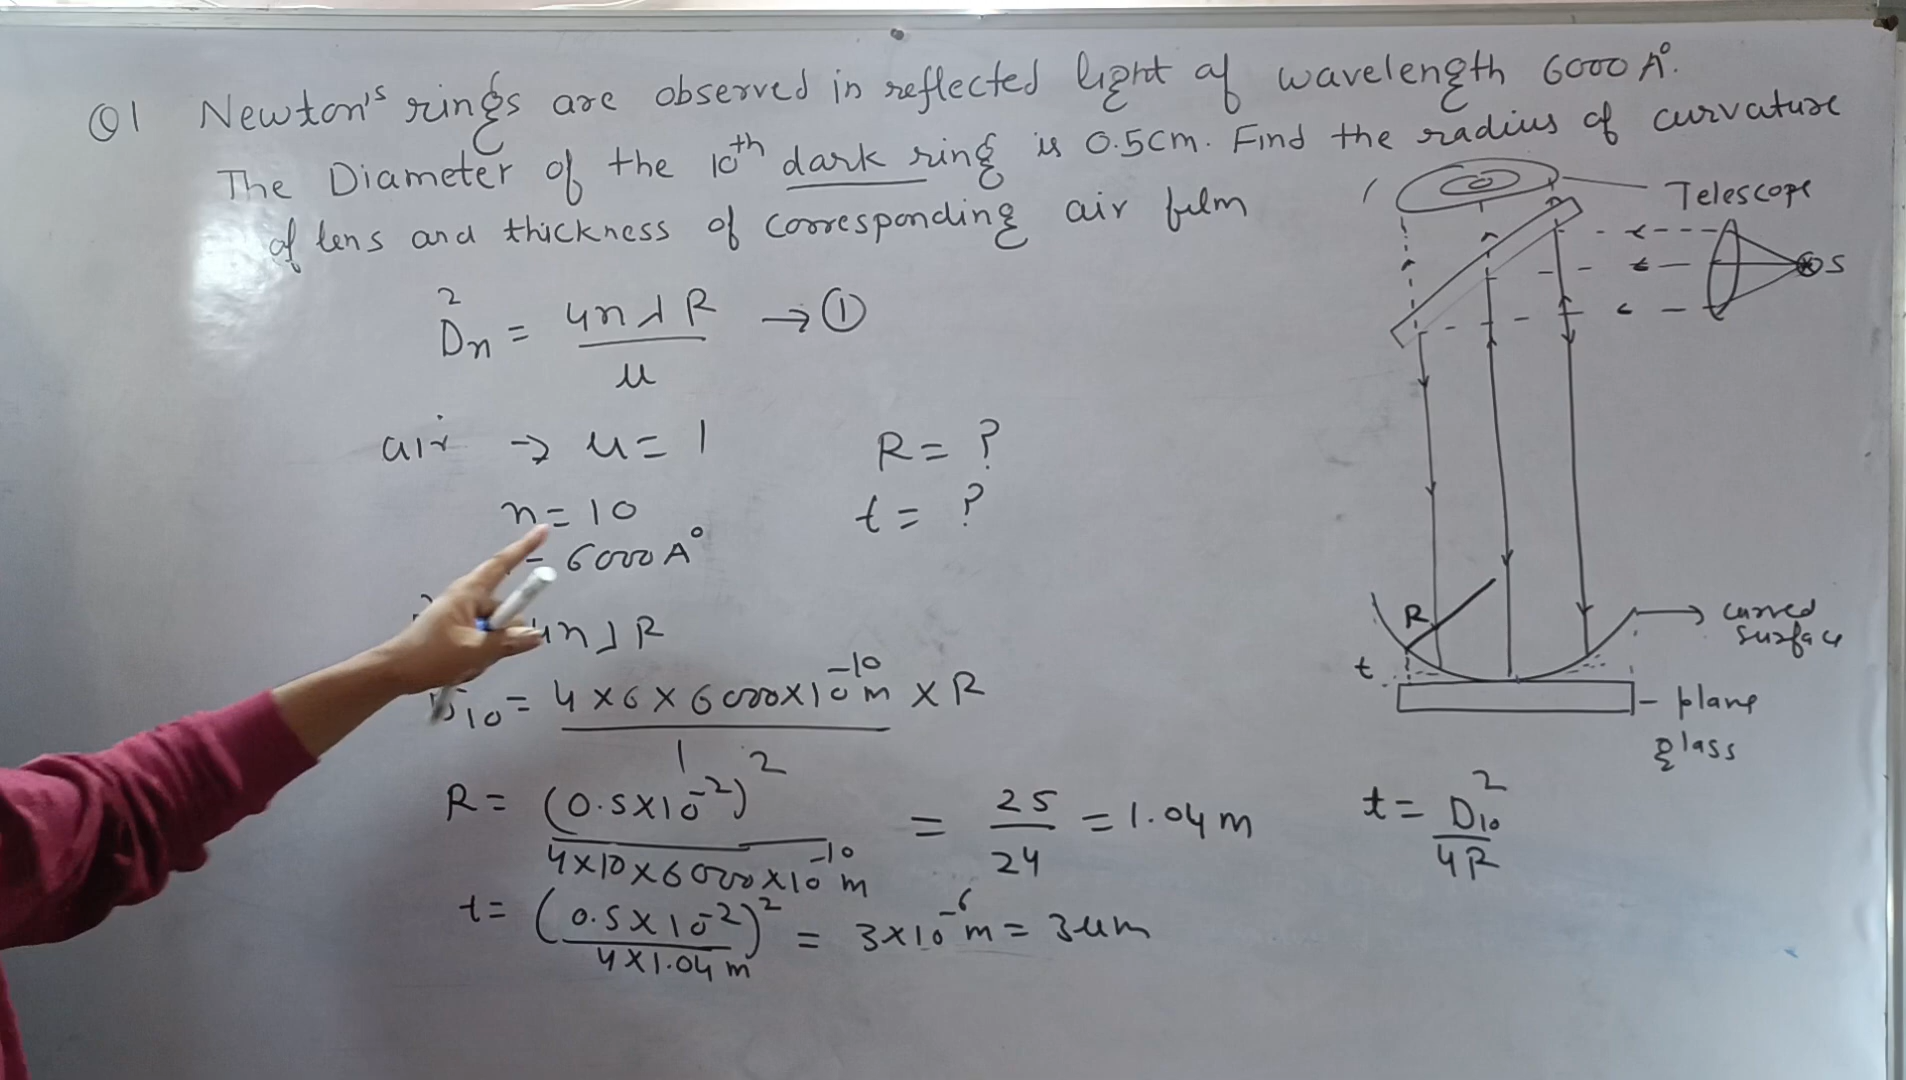 Q1 Newton's rings are observed in reflected light of wavelength 6000 A°.
The Diameter of the 10th dark ring is 0.5cm. Find the radius of curvature
of lens and thickness of corresponding air film
Telescope
S
Dn² = 4nλR / μ → ①
air → μ = 1
R = ?
n = 10
t = ?
= 6000 A°
4nλR
R
curved
surface
t
D10² = 4×6×6000×10⁻¹⁰m × R / 1
plane
glass
R = (0.5×10⁻²)² / 4×10×6000×10⁻¹⁰ m = 25 / 24 = 1.04 m
t = D10² / 4R
t = (0.5×10⁻² / 4×1.04 m)² = 3×10⁻⁶ m = 3μm